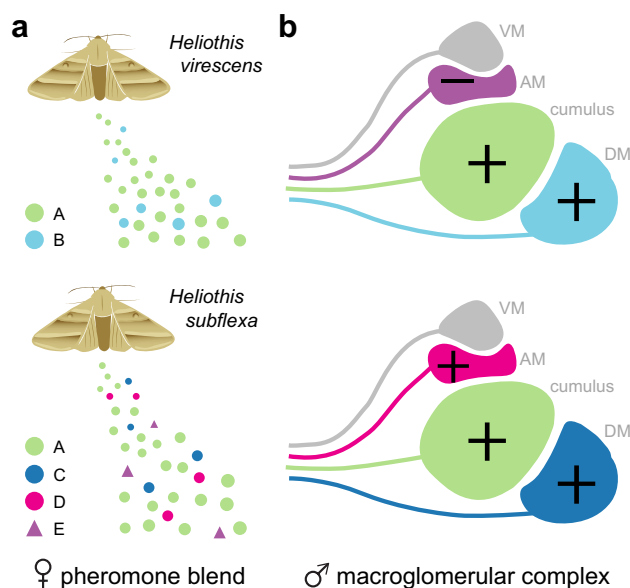 a
Heliothis
virescens
A
B
b
VM
AM
cumulus
DM
Heliothis
subflexa
A
C
D
E
VM
AM
cumulus
DM
♀ pheromone blend
♂ macroglomerular complex